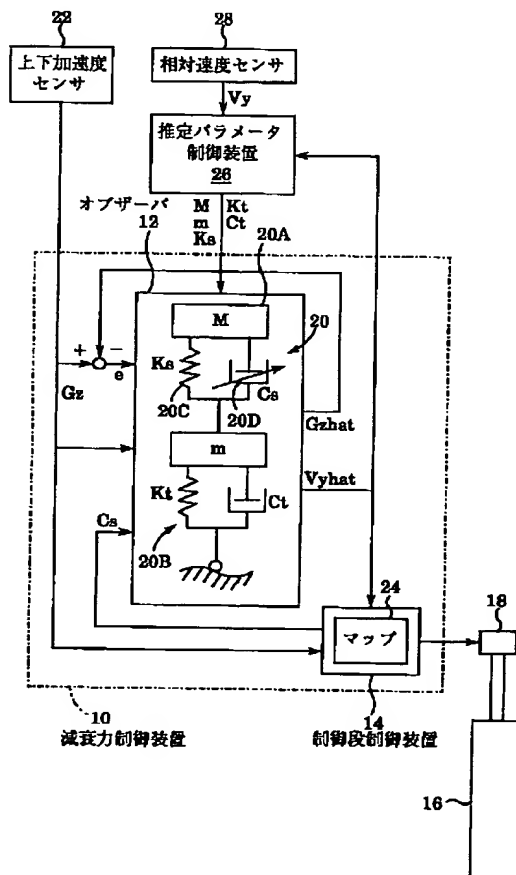 22
上下加速度
センサ
28
相対速度センサ
Vy
推定パラメータ
制御装置
26
オブザーバ
12
M Kt
m Ct
Ks
20A
M
20
+
−
e
Gz
Ks
20C
20D
Cs
Gzhat
m
Vyhat
Kt
Ct
Cs
20B
24
マップ
18
10
減衰力制御装置
14
制御段制御装置
16